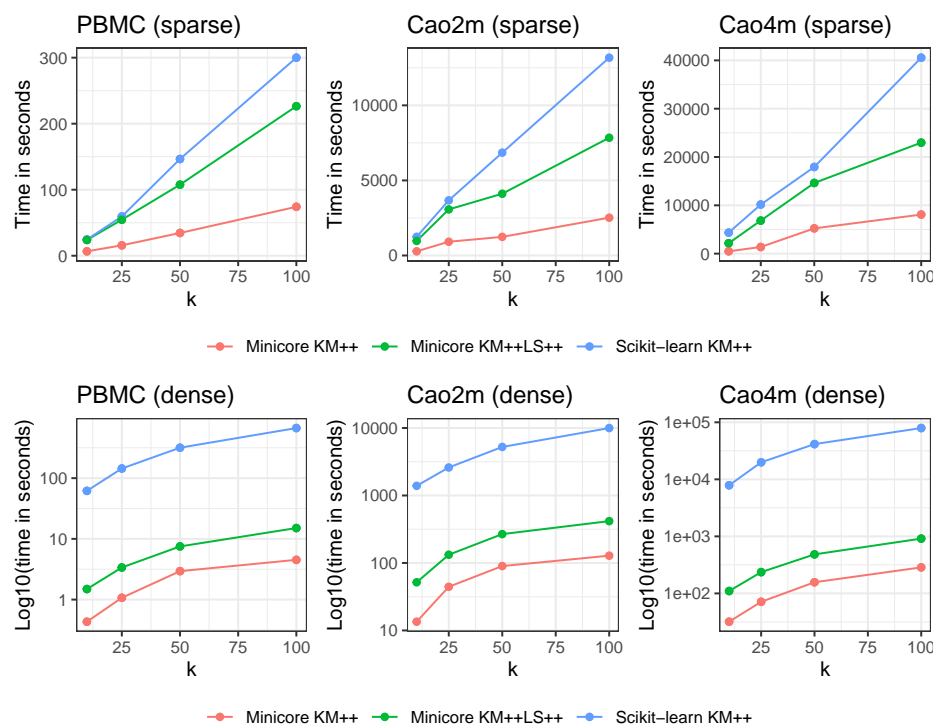 PBMC (sparse)
Cao2m (sparse)
Cao4m (sparse)
Time in seconds
300
200
100
0
25
50
75
100
k
Time in seconds
10000
5000
0
25
50
75
100
k
Time in seconds
40000
30000
20000
10000
0
25
50
75
100
k
Minicore KM++ Minicore KM++LS++ Scikit−learn KM++
PBMC (dense)
Cao2m (dense)
Cao4m (dense)
Log10(time in seconds)
100
10
1
25
50
75
100
k
Log10(time in seconds)
10000
1000
100
10
25
50
75
100
k
Log10(time in seconds)
1e+05
1e+04
1e+03
1e+02
25
50
75
100
k
Minicore KM++ Minicore KM++LS++ Scikit−learn KM++